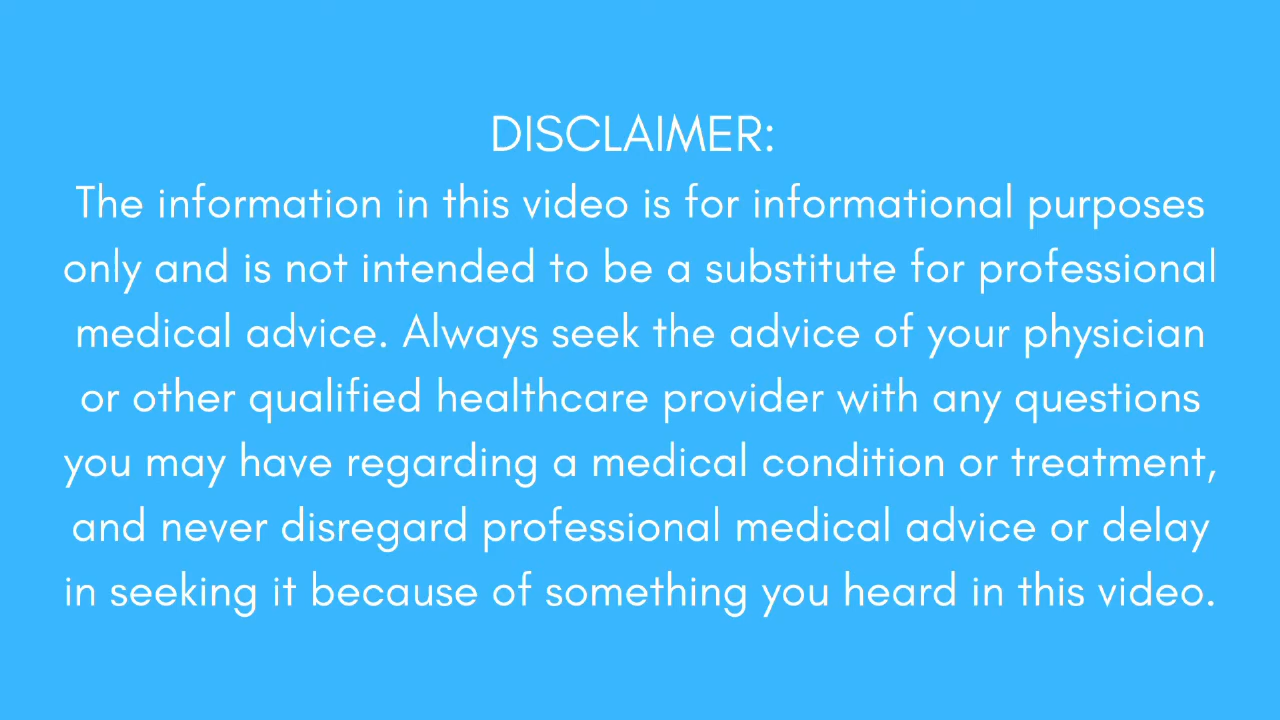 DISCLAIMER:
The information in this video is for informational purposes
only and is not intended to be a substitute for professional
medical advice. Always seek the advice of your physician
or other qualified healthcare provider with any questions
you may have regarding a medical condition or treatment,
and never disregard professional medical advice or delay
in seeking it because of something you heard in this video.